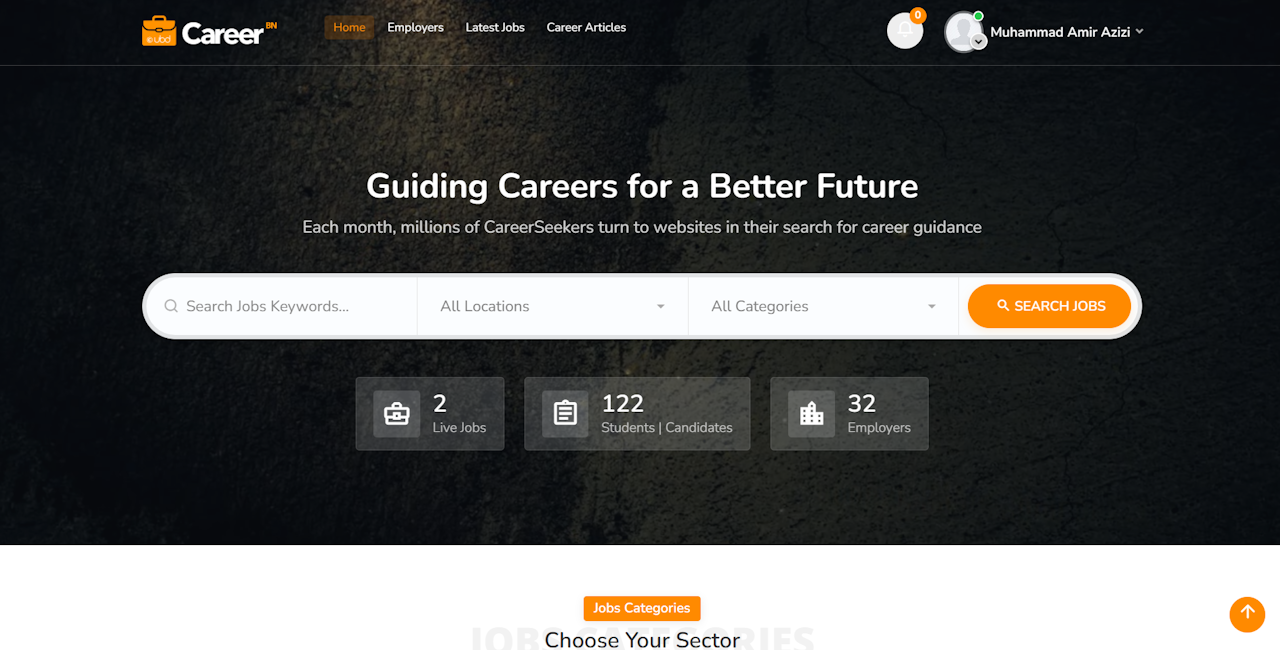 ubd Career BN
Home Employers Latest Jobs Career Articles
0
Muhammad Amir Azizi
Guiding Careers for a Better Future
Each month, millions of CareerSeekers turn to websites in their search for career guidance
Search Jobs Keywords...
All Locations
All Categories
SEARCH JOBS
2
Live Jobs
122
Students | Candidates
32
Employers
Jobs Categories
JOBS CATEGORIES
Choose Your Sector